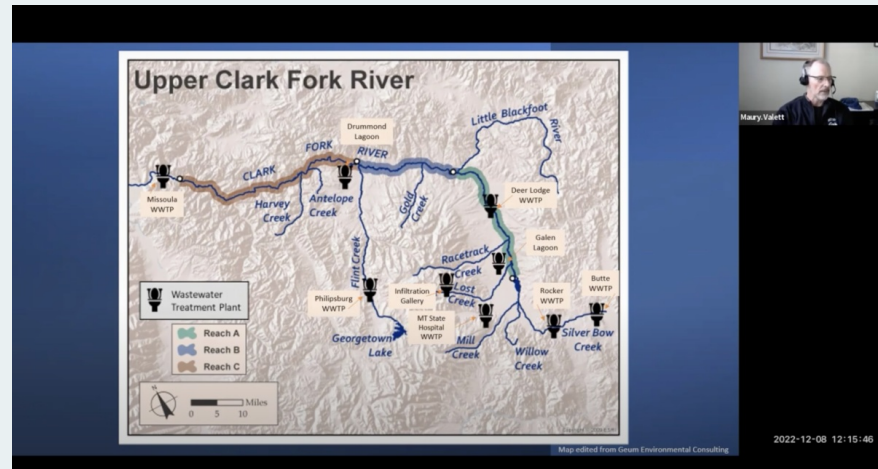 Upper Clark Fork River
Maury.Valett
Little Blackfoot
River
Drummond
Lagoon
CLARK FORK RIVER
Missoula
WWTP
Harvey
Creek
Antelope
Creek
Gold
Creek
Deer Lodge
WWTP
Flint Creek
Galen
Lagoon
Racetrack
Creek
Lost
Creek
Infiltration
Gallery
Philipsburg
WWTP
Rocker
WWTP
Butte
WWTP
Wastewater
Treatment Plant
MT State
Hospital
WWTP
Georgetown
Lake
Mill
Creek
Willow
Creek
Silver Bow
Creek
Reach A
Reach B
Reach C
N
Miles
0 5 10
Map edited from Geum Environmental Consulting
2022-12-08 12:15:46